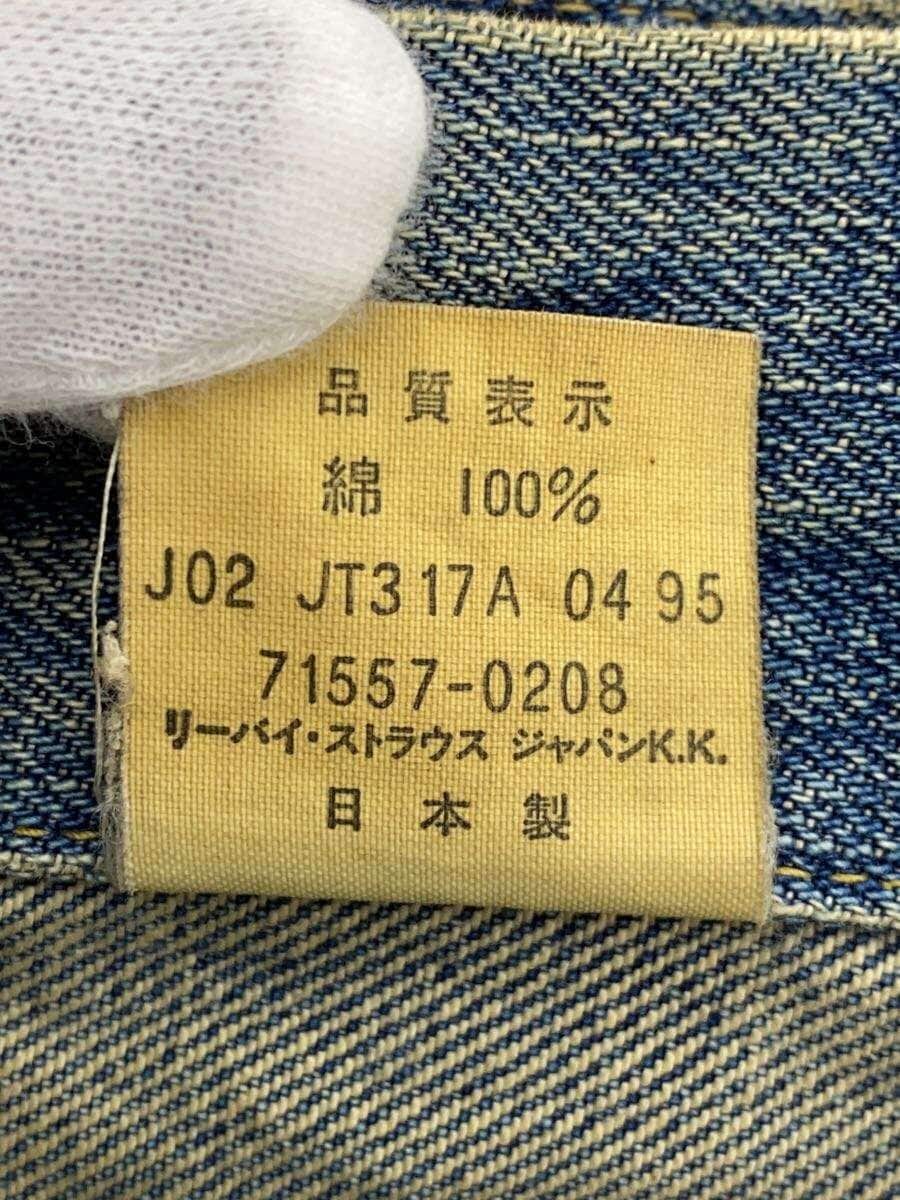 品質表示
綿 100%
J02 JT317A 04 95
71557-0208
リーバイ・ストラウス ジャパンK.K.
日本製